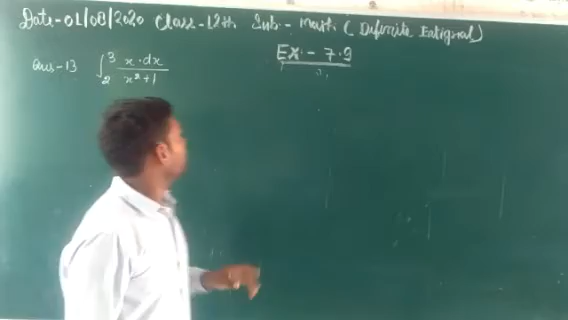 Date-01/08/2020 Class-12th Sub:- Math ( Definite Integral)
Ex - 7.9
Ques-13 ∫₂³ x·dx / x²+1